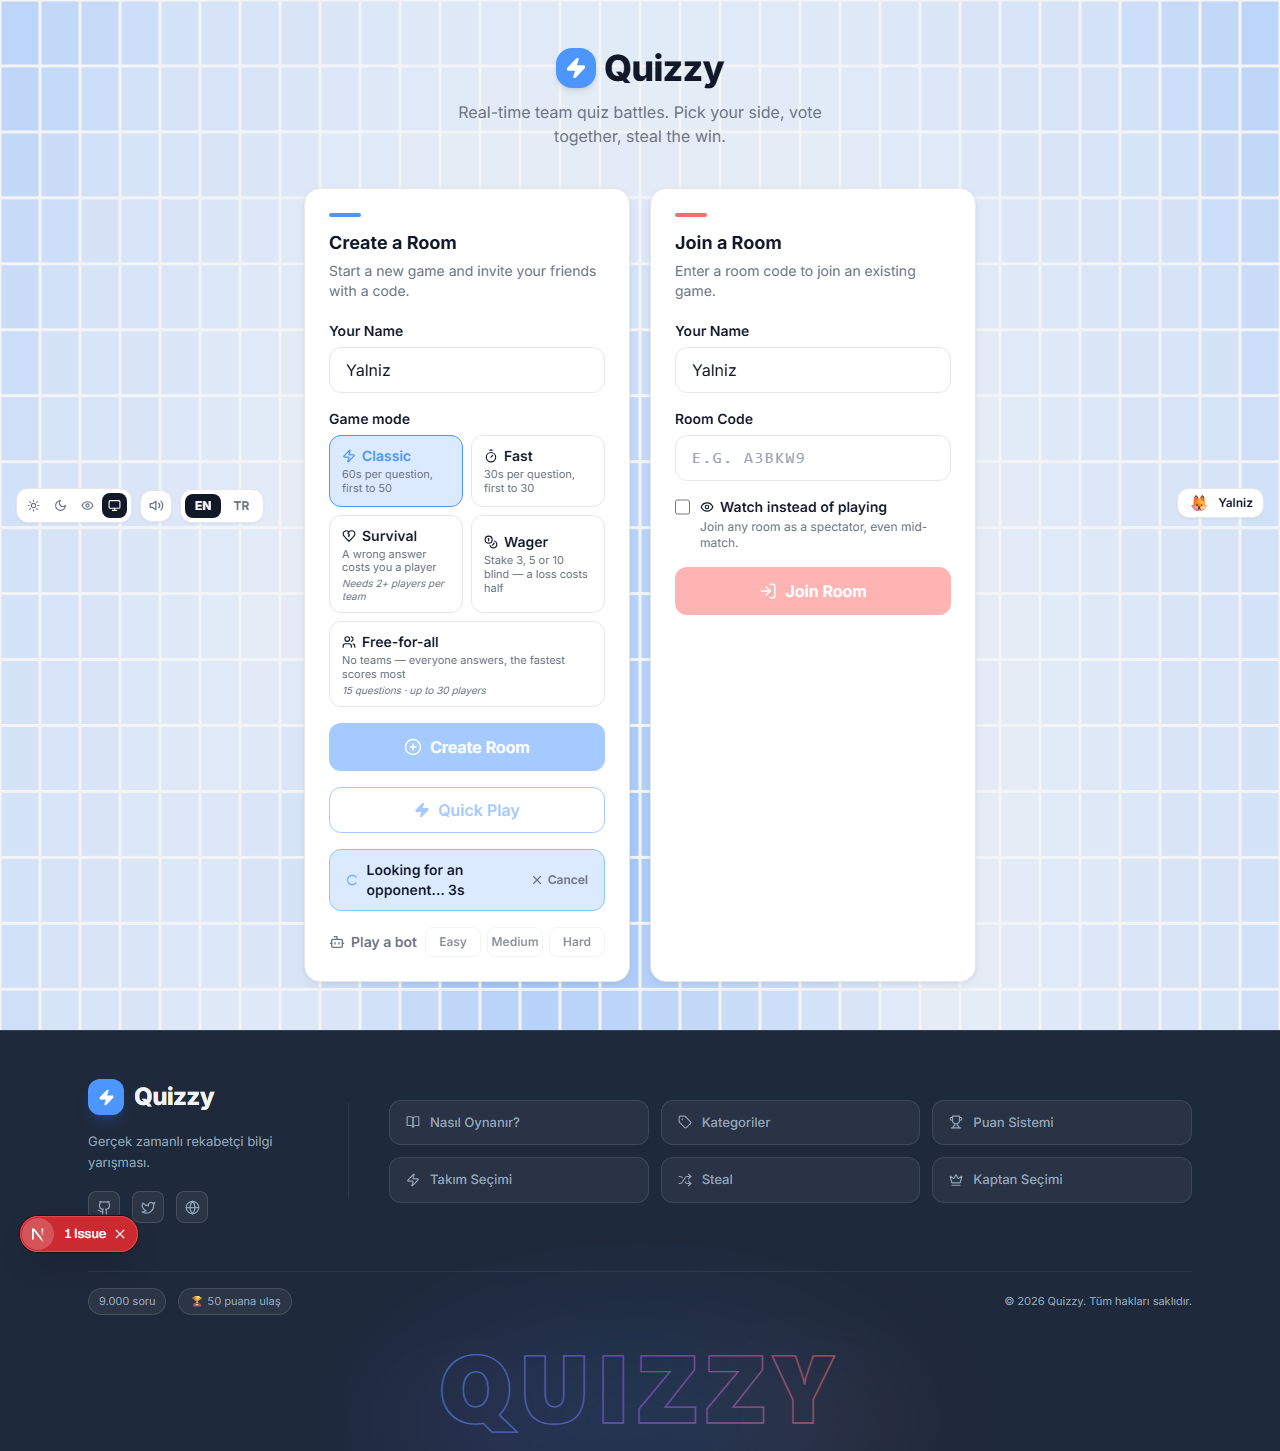 Quizzy
Real-time team quiz battles. Pick your side, vote
together, steal the win.
Create a Room
Start a new game and invite your friends
with a code.
Your Name
Yalniz
Game mode
Classic
60s per question,
first to 50
Fast
30s per question,
first to 30
Survival
A wrong answer
costs you a player
Needs 2+ players per
team
Wager
Stake 3, 5 or 10
blind — a loss costs
half
Free-for-all
No teams — everyone answers, the fastest
scores most
15 questions · up to 30 players
Create Room
Quick Play
Looking for an
opponent... 3s
Cancel
Play a bot
Easy
Medium
Hard
Join a Room
Enter a room code to join an existing
game.
Your Name
Yalniz
Room Code
E.G. A3BKW9
Watch instead of playing
Join any room as a spectator, even mid-
match.
Join Room
EN
TR
Yalniz
Quizzy
Gerçek zamanlı rekabetçi bilgi
yarışması.
Nasıl Oynanır?
Kategoriler
Puan Sistemi
Takım Seçimi
Steal
Kaptan Seçimi
N
1 Issue
9.000 soru
50 puana ulaş
© 2026 Quizzy. Tüm hakları saklıdır.
QUIZZY